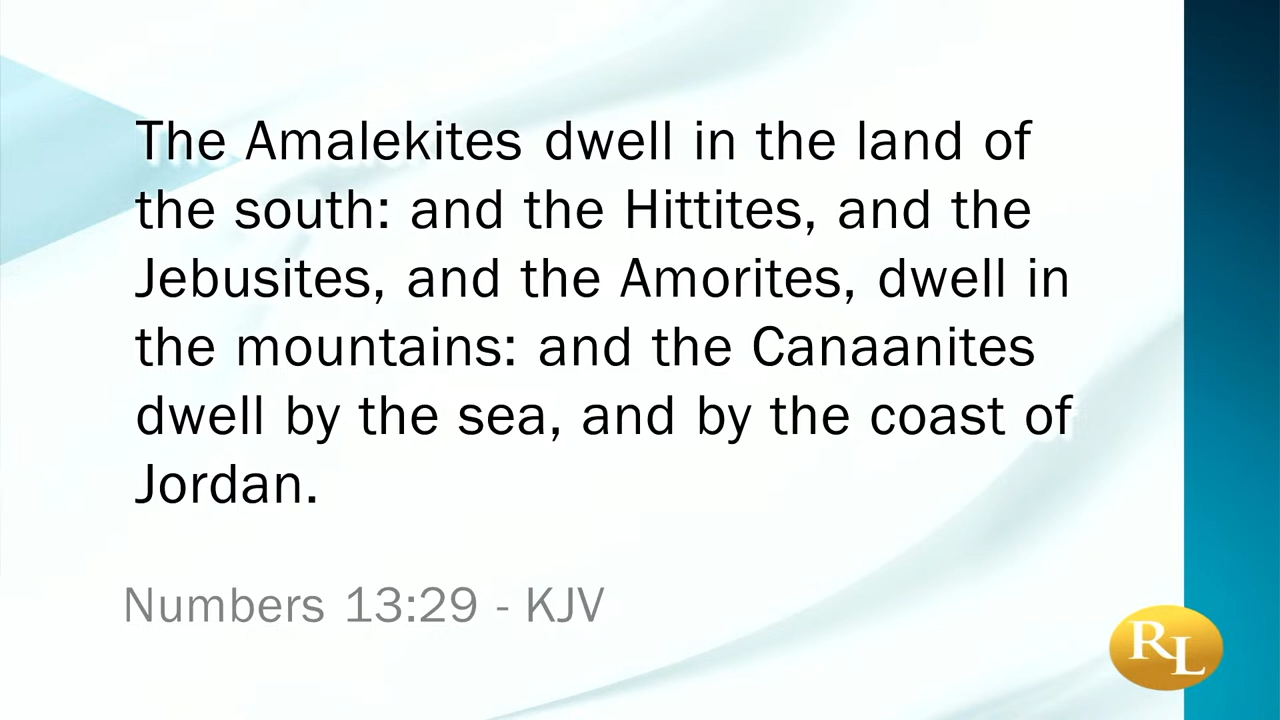 The Amalekites dwell in the land of
the south: and the Hittites, and the
Jebusites, and the Amorites, dwell in
the mountains: and the Canaanites
dwell by the sea, and by the coast of
Jordan.
Numbers 13:29 - KJV
RL